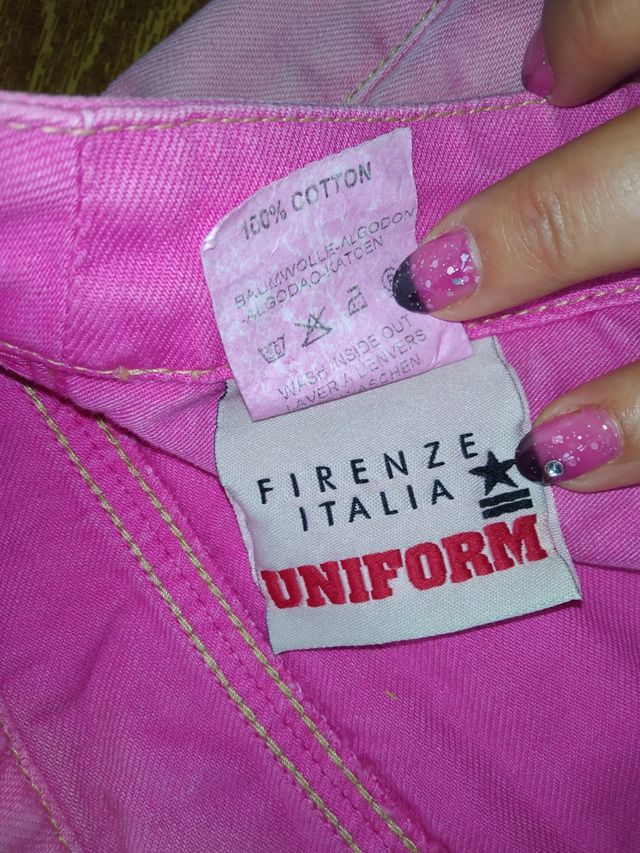 100% COTTON
BAUMWOLLE-ALGODON
-ALGODAO.KATOEN
WASH INSIDE OUT
LAVER A L'ENVERS
FIRENZE
ITALIA
UNIFORM